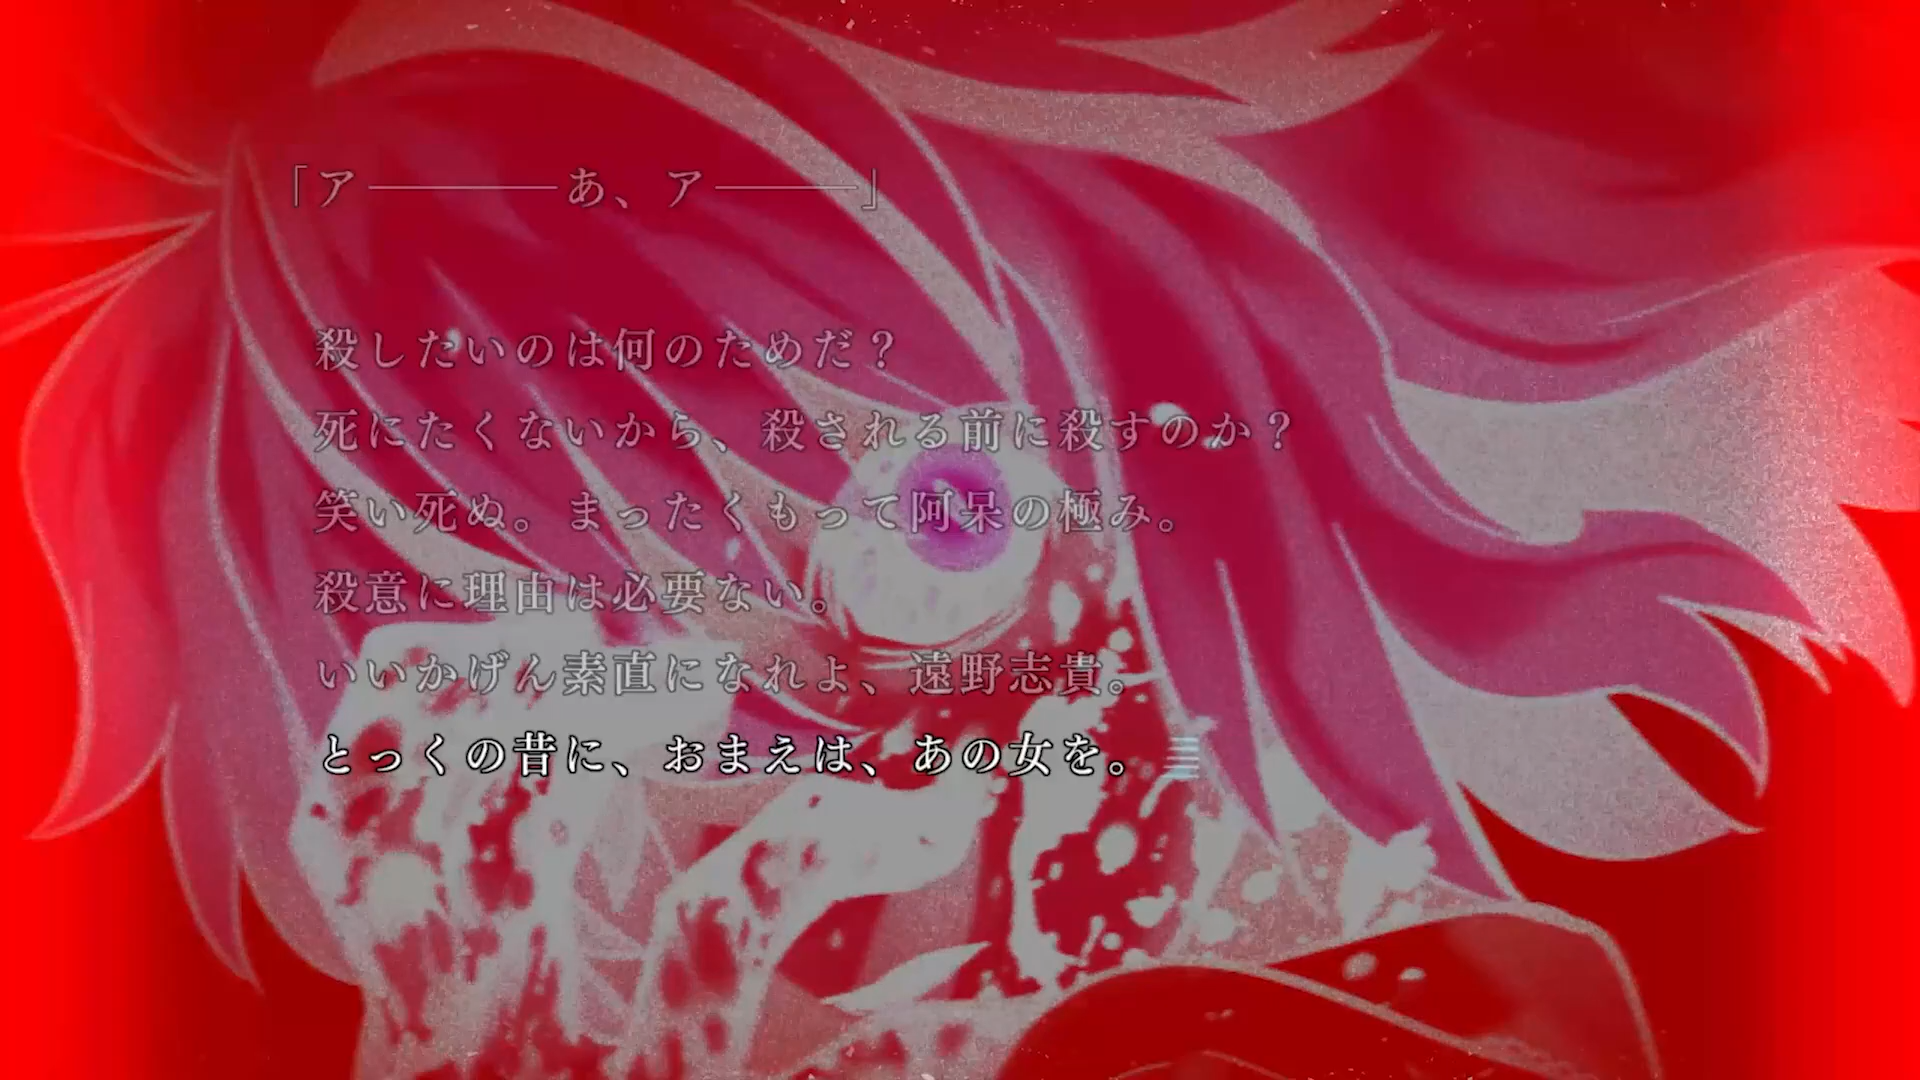 「ア————あ、ア———」
殺したいのは何のためだ？
死にたくないから、殺される前に殺すのか？
笑い死ぬ。まったくもって阿呆の極み。
殺意に理由は必要ない。
いいかげん素直になれよ、遠野志貴。
とっくの昔に、おまえは、あの女を。